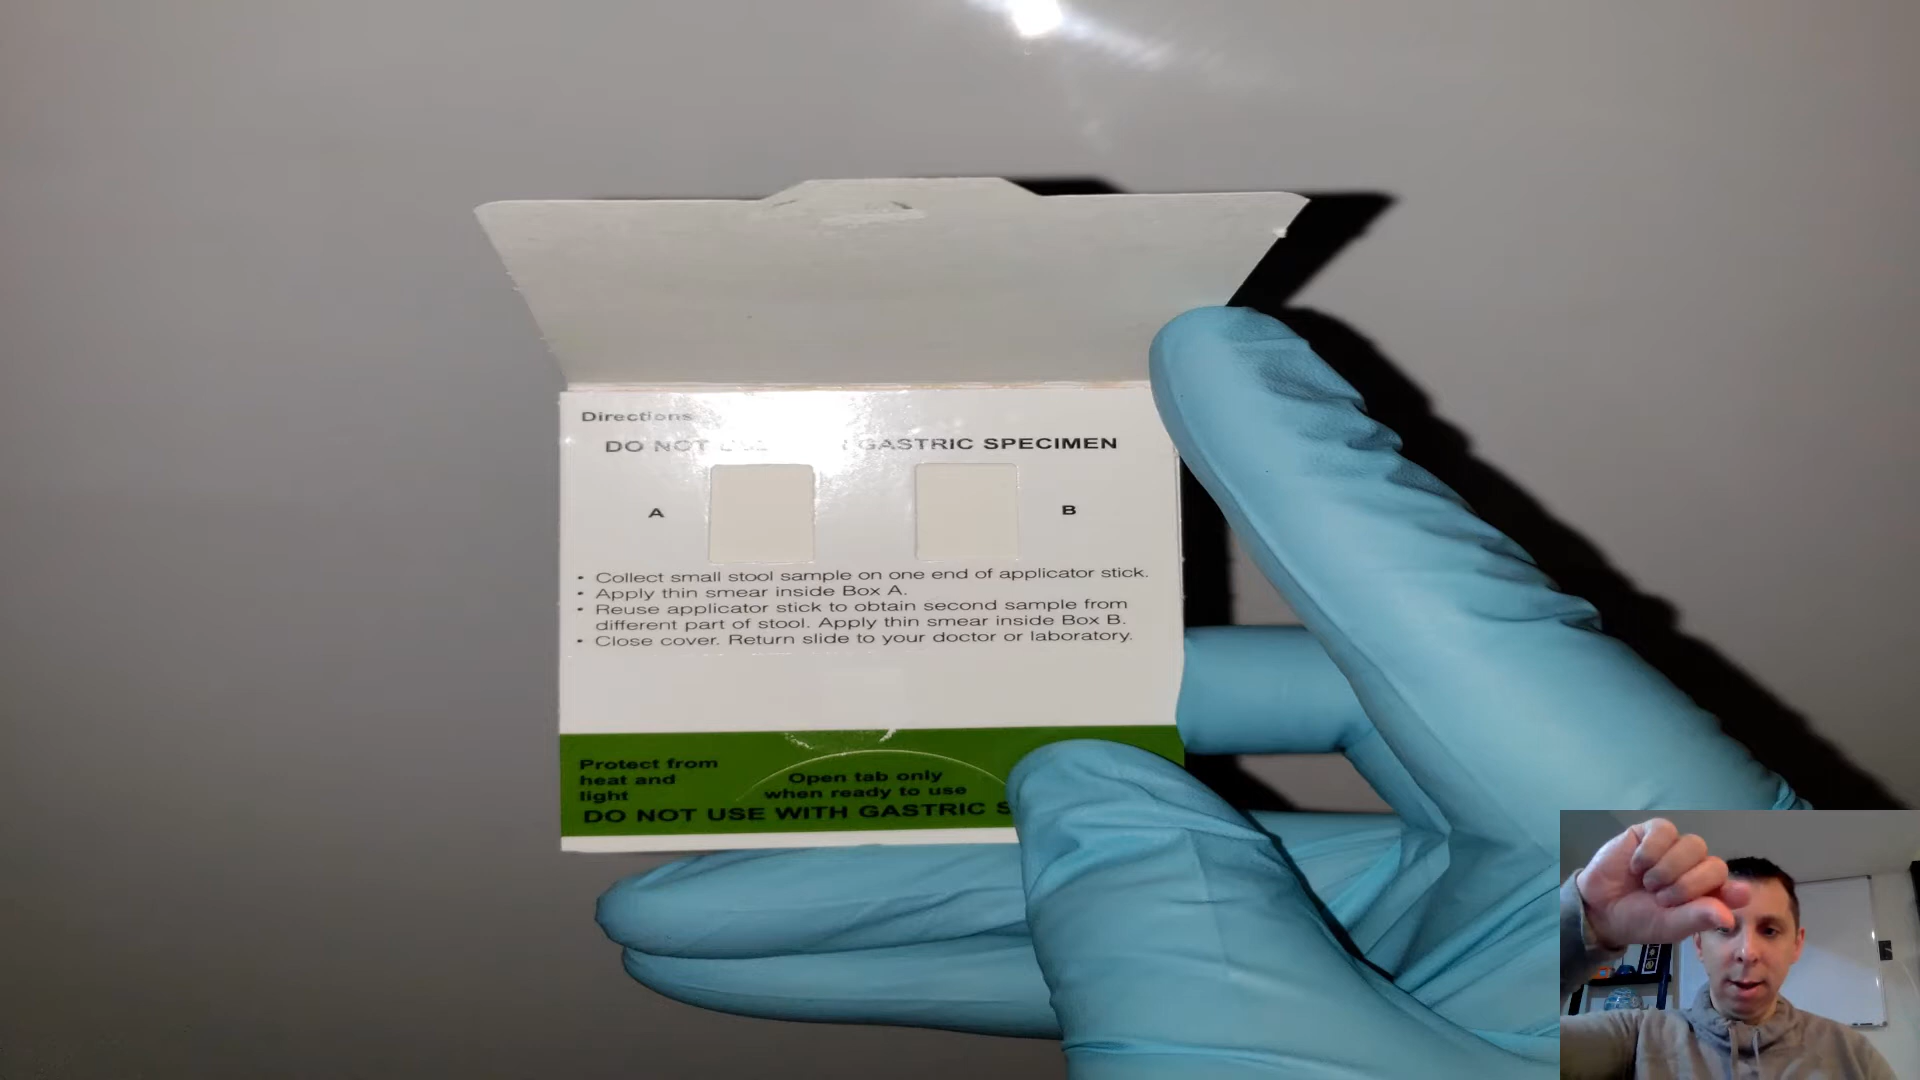 Directions
DO NOT GASTRIC SPECIMEN
A
B
• Collect small stool sample on one end of applicator stick.
• Apply thin smear inside Box A.
• Reuse applicator stick to obtain second sample from
different part of stool. Apply thin smear inside Box B.
• Close cover. Return slide to your doctor or laboratory.
Protect from
heat and
light
Open tab only
when ready to use
DO NOT USE WITH GASTRIC S